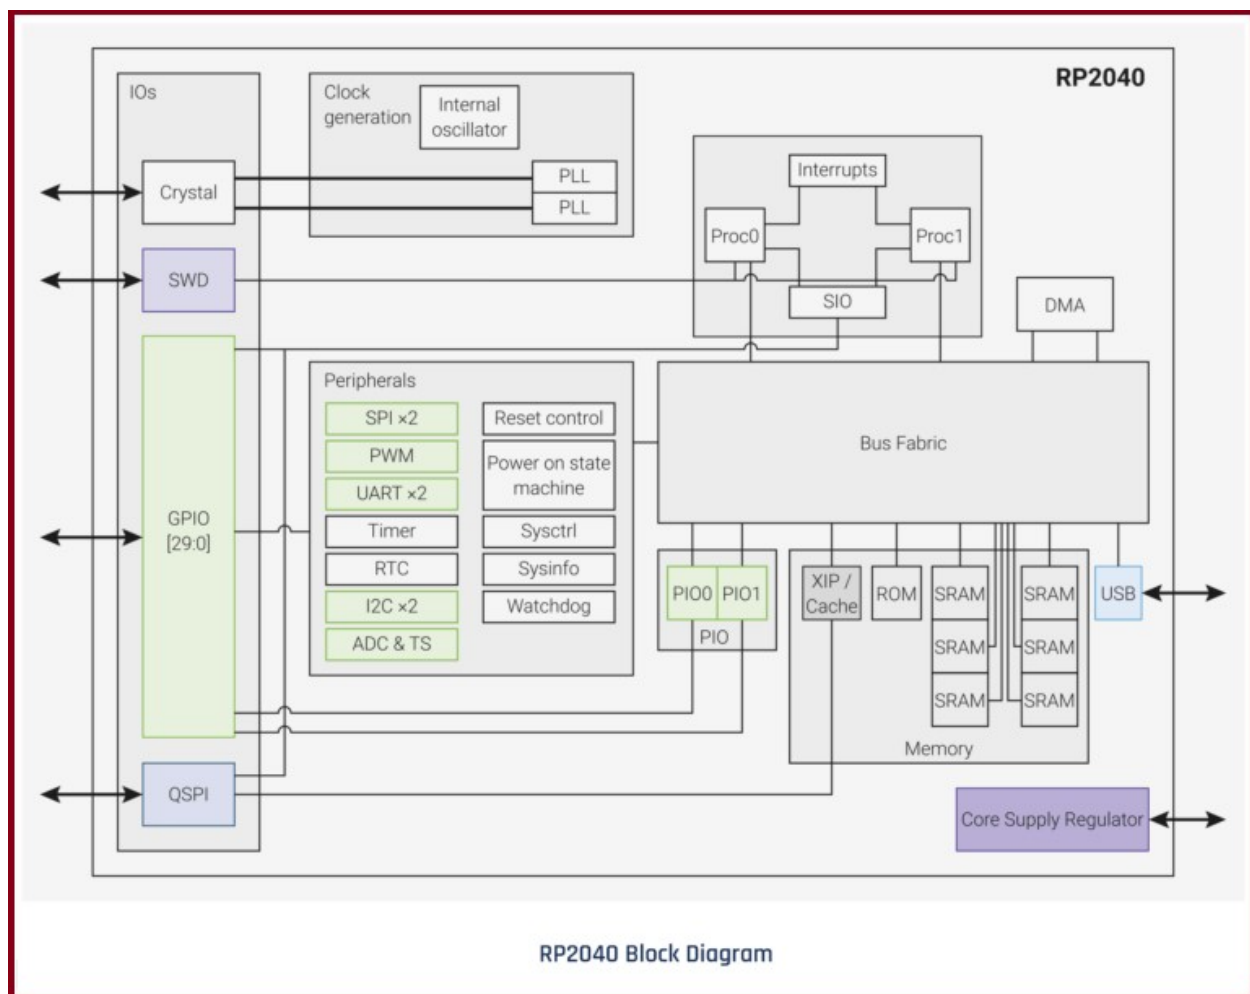 RP2040
IOs
Clock
generation
Internal
oscillator
Crystal
PLL
PLL
Interrupts
Proc0
Proc1
SWD
SIO
DMA
Peripherals
SPI ×2
Reset control
PWM
Power on state
machine
UART ×2
Timer
Sysctrl
RTC
Sysinfo
I2C ×2
Watchdog
ADC & TS
GPIO
[29:0]
Bus Fabric
PIO0
PIO1
PIO
XIP /
Cache
ROM
SRAM
SRAM
USB
SRAM
SRAM
SRAM
SRAM
Memory
QSPI
Core Supply Regulator
RP2040 Block Diagram